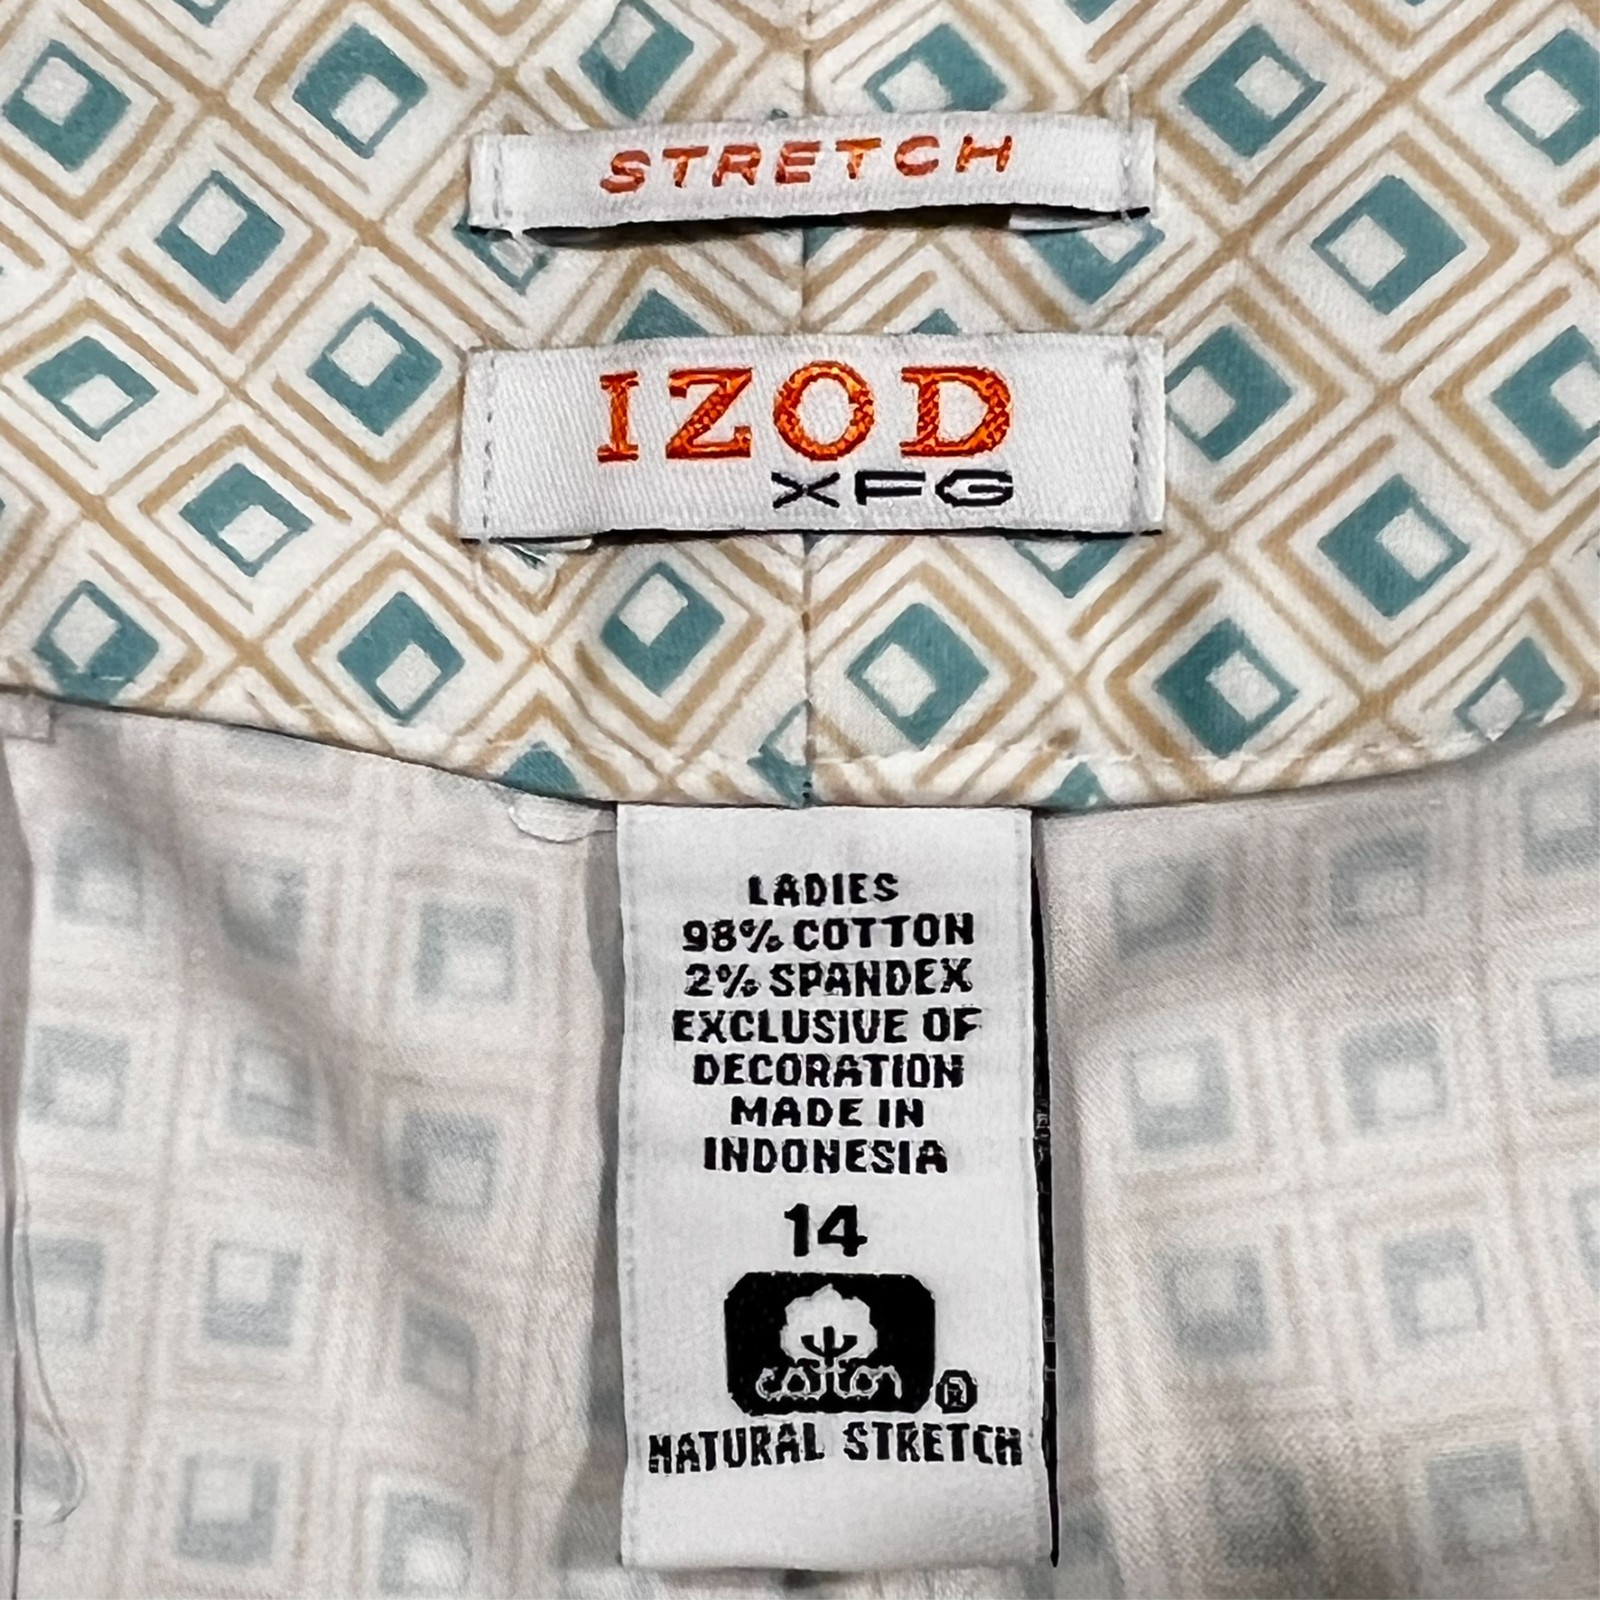 STRETCH
IZOD
XFG
LADIES
98% COTTON
2% SPANDEX
EXCLUSIVE OF
DECORATION
MADE IN
INDONESIA
14
cotton ®
NATURAL STRETCH